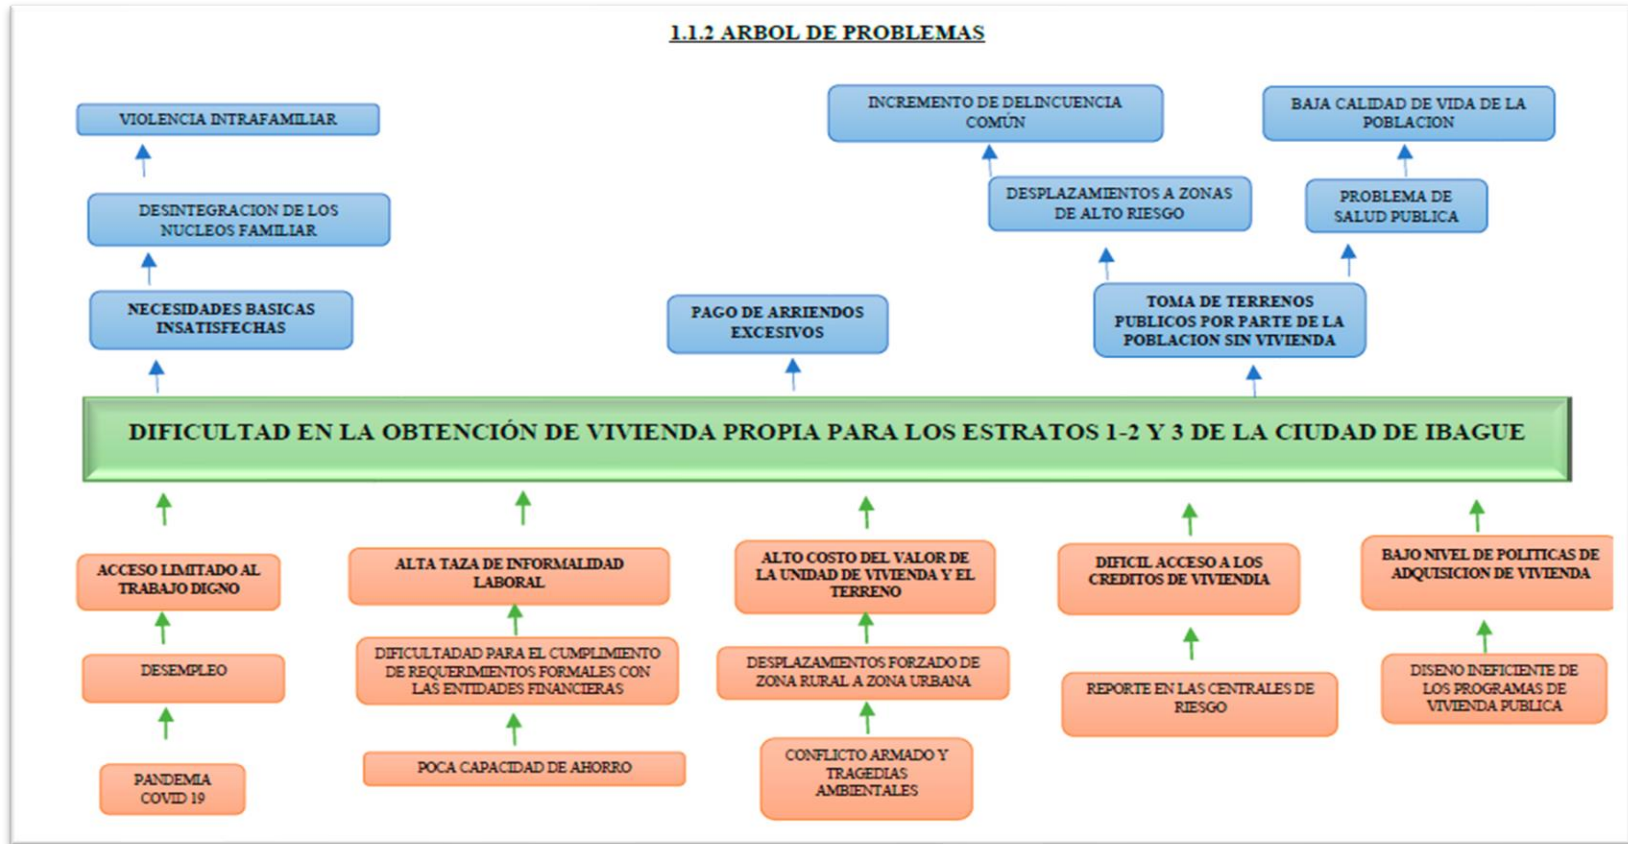 1.1.2 ARBOL DE PROBLEMAS
VIOLENCIA INTRAFAMILIAR
INCREMENTO DE DELINCUENCIA
COMÚN
BAJA CALIDAD DE VIDA DE LA
POBLACION
DESINTEGRACION DE LOS
NUCLEOS FAMILIAR
DESPLAZAMIENTOS A ZONAS
DE ALTO RIESGO
PROBLEMA DE
SALUD PUBLICA
NECESIDADES BASICAS
INSATISFECHAS
PAGO DE ARRIENDOS
EXCESIVOS
TOMA DE TERRENOS
PUBLICOS POR PARTE DE LA
POBLACION SIN VIVIENDA
DIFICULTAD EN LA OBTENCIÓN DE VIVIENDA PROPIA PARA LOS ESTRATOS 1-2 Y 3 DE LA CIUDAD DE IBAGUE
ACCESO LIMITADO AL
TRABAJO DIGNO
ALTA TAZA DE INFORMALIDAD
LABORAL
ALTO COSTO DEL VALOR DE
LA UNIDAD DE VIVIENDA Y EL
TERRENO
DIFICIL ACCESO A LOS
CREDITOS DE VIVIENDIA
BAJO NIVEL DE POLITICAS DE
ADQUISICION DE VIVIENDA
DESEMPLEO
DIFICULTADAD PARA EL CUMPLIMIENTO
DE REQUERIMIENTOS FORMALES CON
LAS ENTIDADES FINANCIERAS
DESPLAZAMIENTOS FORZADO DE
ZONA RURAL A ZONA URBANA
REPORTE EN LAS CENTRALES DE
RIESGO
DISENO INEFICIENTE DE
LOS PROGRAMAS DE
VIVIENDA PUBLICA
PANDEMIA
COVID 19
POCA CAPACIDAD DE AHORRO
CONFLICTO ARMADO Y
TRAGEDIAS
AMBIENTALES